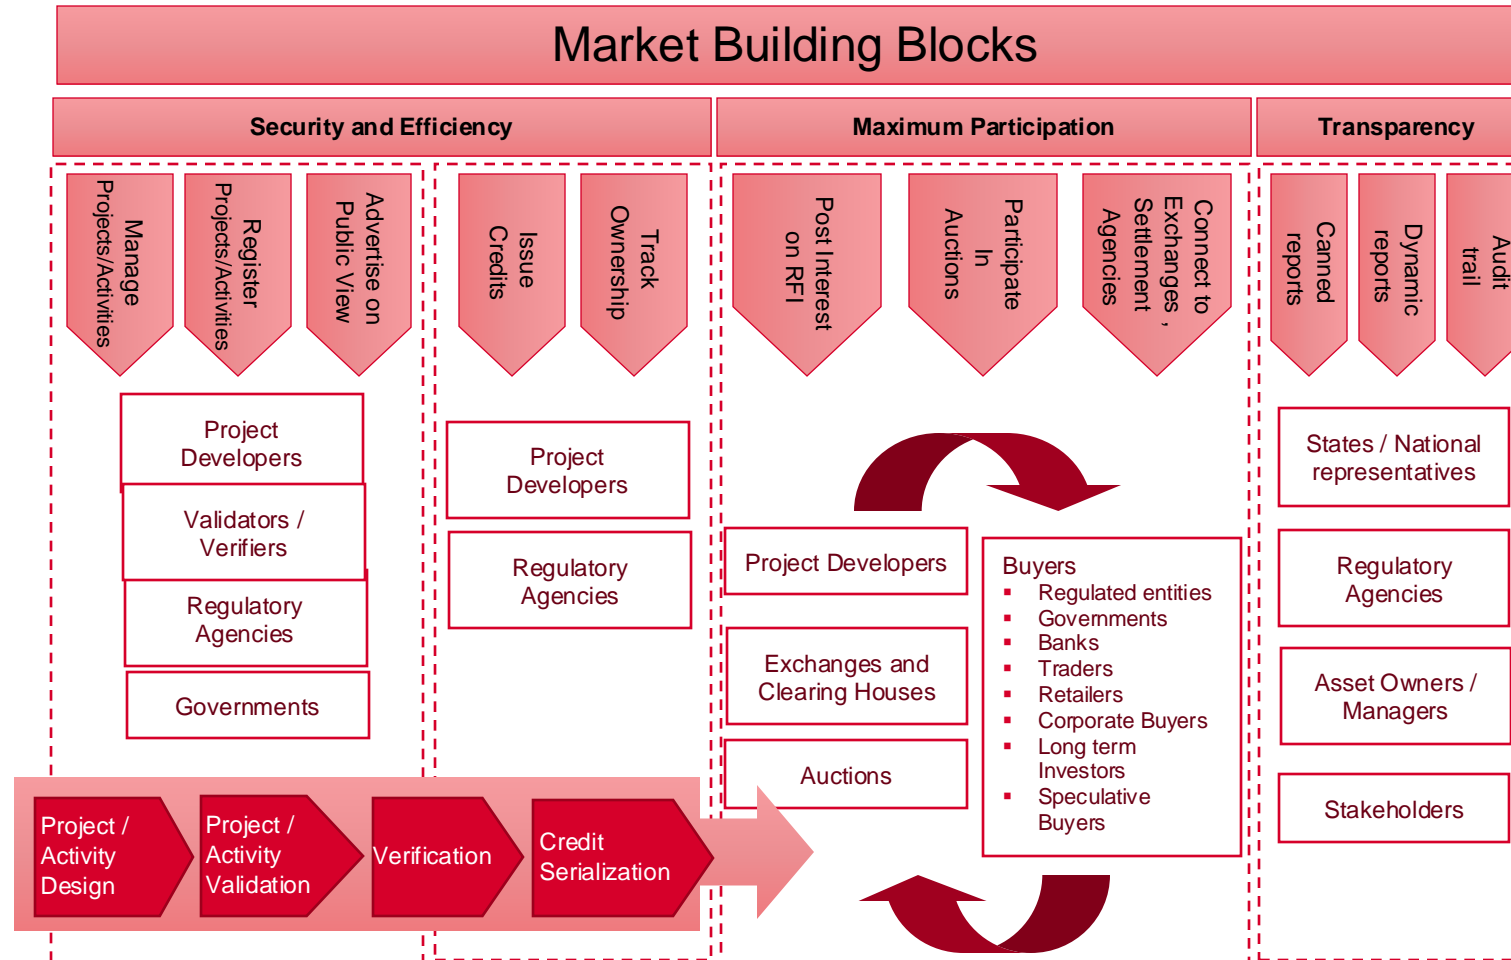 Market Building Blocks
Security and Efficiency
Maximum Participation
Transparency
Manage
Projects/Activities
Register
Projects/Activities
Advertise on
Public View
Issue
Credits
Track
Ownership
Post Interest
on RFI
Participate
In
Auctions
Connect to
Exchanges ,
Settlement
Agencies
Canned
reports
Dynamic
reports
Audit
trail
Project
Developers
Validators /
Verifiers
Regulatory
Agencies
Governments
Project
Developers
Regulatory
Agencies
Project Developers
Exchanges and
Clearing Houses
Auctions
Buyers
▪ Regulated entities
▪ Governments
▪ Banks
▪ Traders
▪ Retailers
▪ Corporate Buyers
▪ Long term
Investors
▪ Speculative
Buyers
States / National
representatives
Regulatory
Agencies
Asset Owners /
Managers
Stakeholders
Project /
Activity
Design
Project /
Activity
Validation
Verification
Credit
Serialization